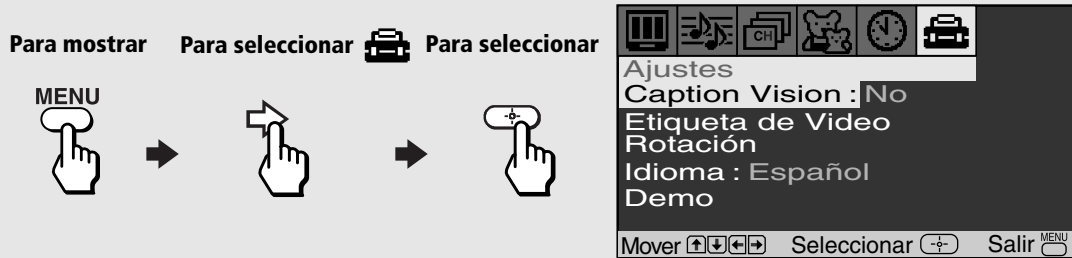 Para mostrar
Para seleccionar
Para seleccionar
MENU
CH
Ajustes
Caption Vision : No
Etiqueta de Video
Rotación
Idioma : Español
Demo
Mover Seleccionar Salir MENU